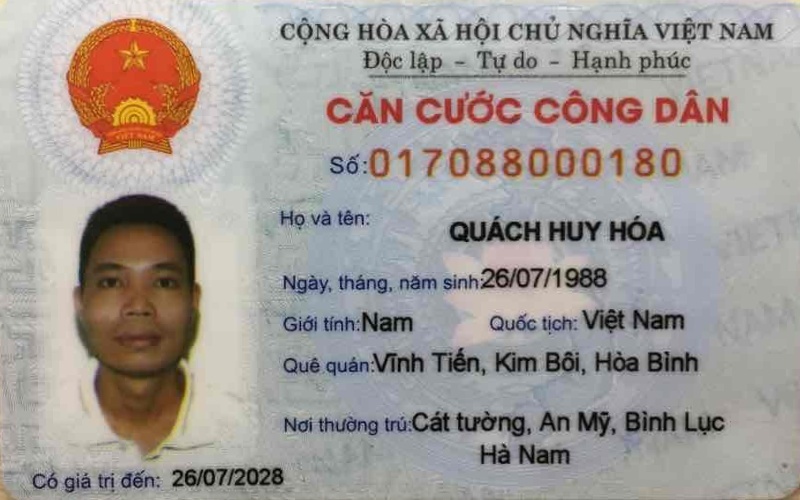 CỘNG HÒA XÃ HỘI CHỦ NGHĨA VIỆT NAM
Độc lập - Tự do - Hạnh phúc
CĂN CƯỚC CÔNG DÂN
Số:017088000180
Họ và tên: QUÁCH HUY HÓA
Ngày, tháng, năm sinh:26/07/1988
Giới tính:Nam Quốc tịch: Việt Nam
Quê quán:Vĩnh Tiến, Kim Bôi, Hòa Bình
Nơi thường trú:Cát tường, An Mỹ, Bình Lục
Hà Nam
Có giá trị đến: 26/07/2028